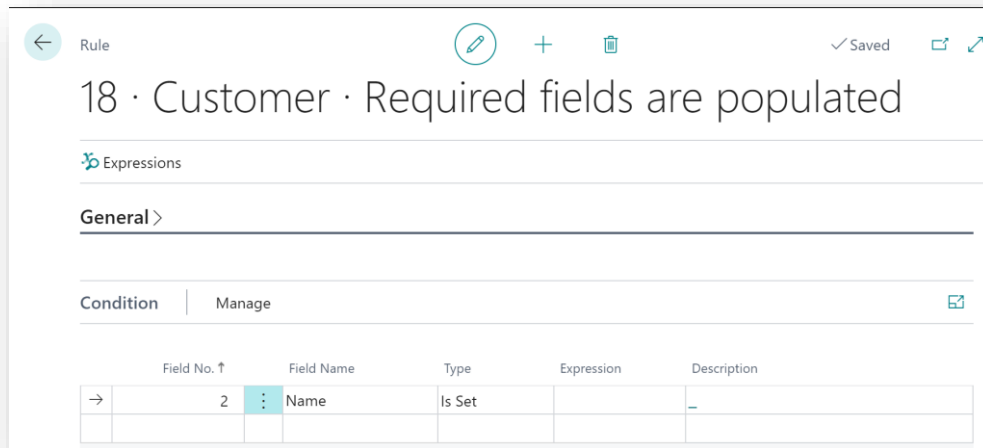 Rule
Saved
18 · Customer · Required fields are populated
Expressions
General
Condition Manage
Field No. ↑ Field Name Type Expression Description
2 Name Is Set _